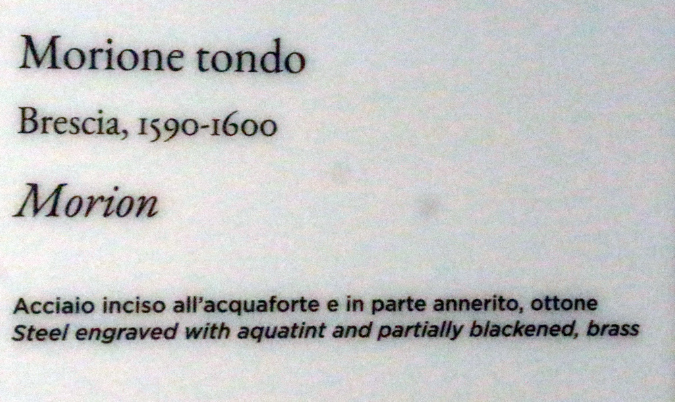 Morione tondo
Brescia, 1590-1600
Morion
Acciaio inciso all'acquaforte e in parte annerito, ottone
Steel engraved with aquatint and partially blackened, brass